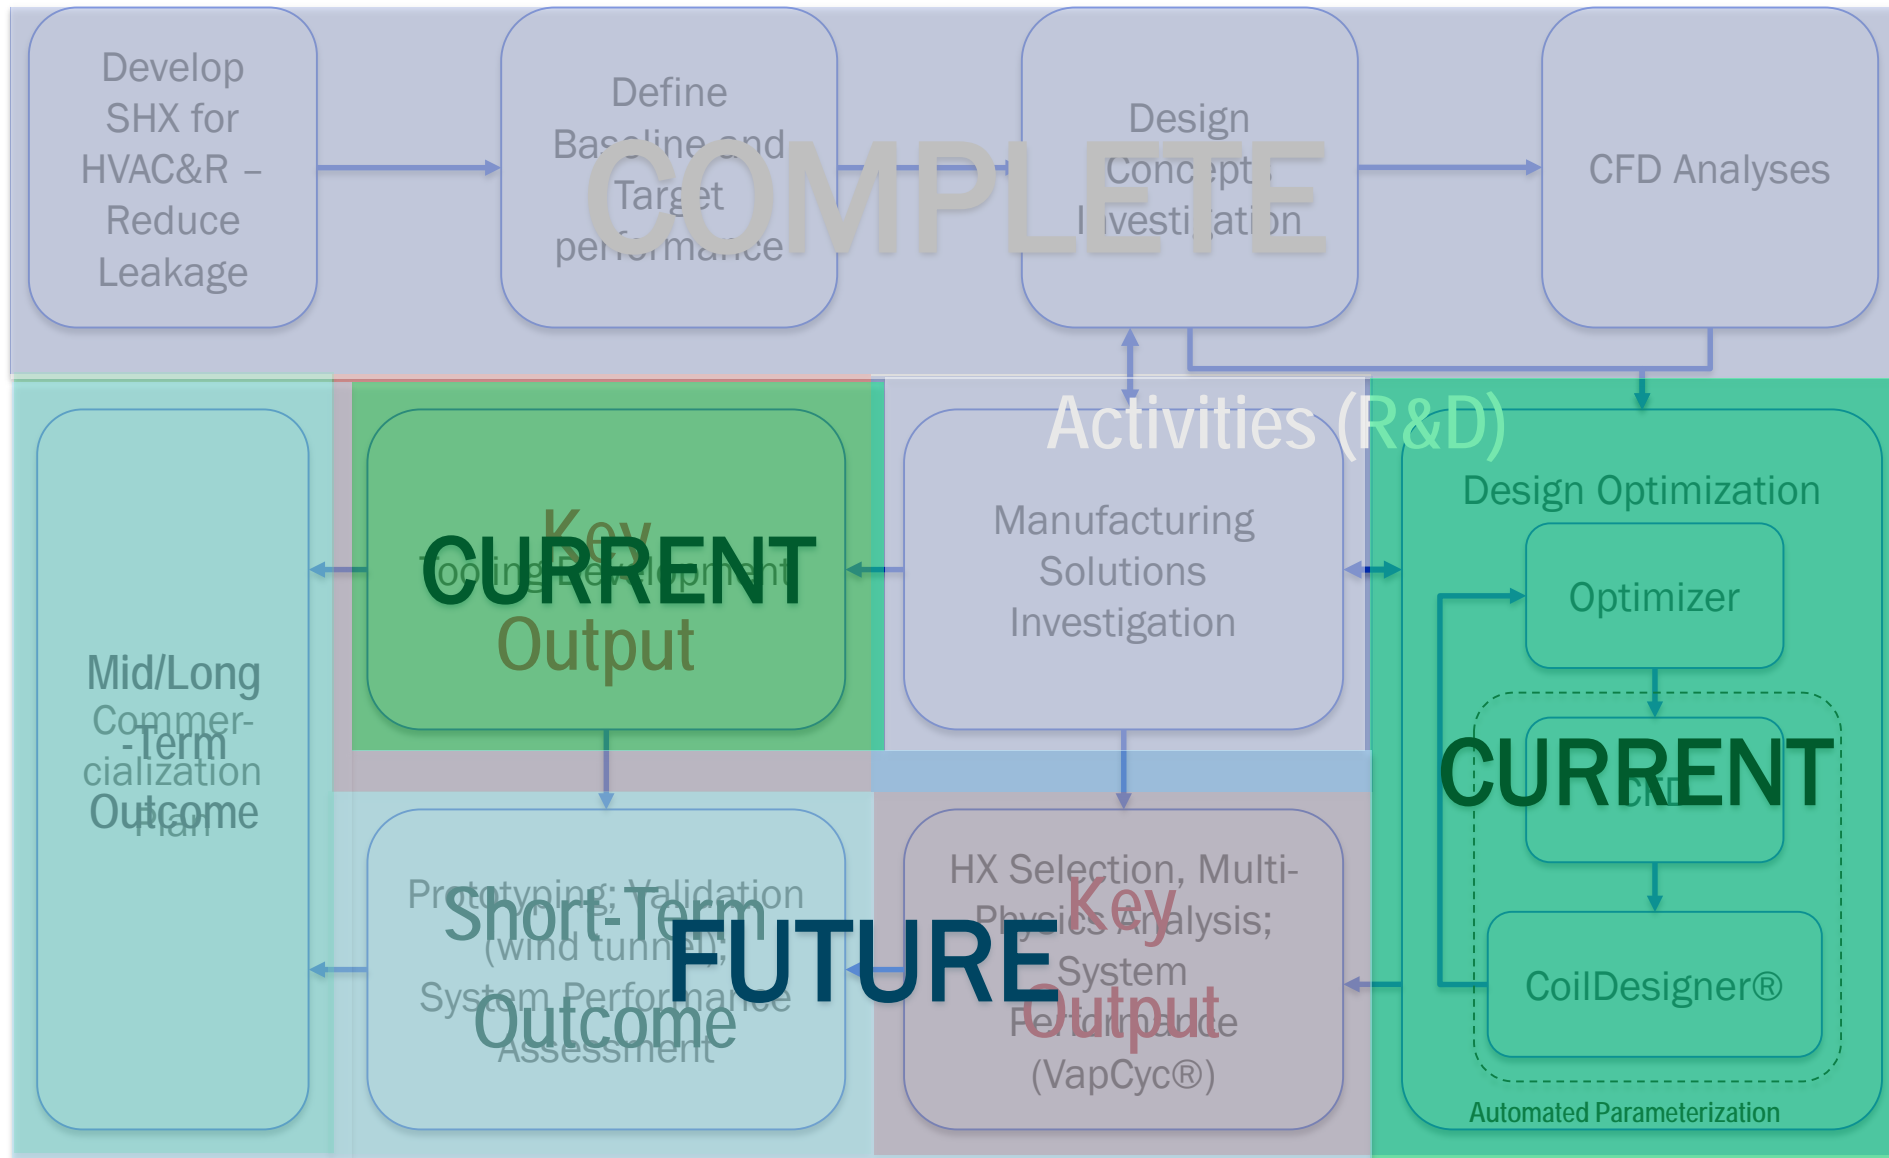 Develop
SHX for
HVAC&R –
Reduce
Leakage
Define
Baseline and
Target
performance
Design
Concepts
Investigation
CFD Analyses
COMPLETE
Activities (R&D)
Key
Output
Tooling Development
CURRENT
Manufacturing
Solutions
Investigation
Design Optimization
Optimizer
CFD
CURRENT
CoilDesigner®
Automated Parameterization
Mid/Long
-Term
Outcome
Commer-
cialization
Plan
Prototyping; Validation
(wind tunnel);
System Performance
Assessment
Short-Term
Outcome
FUTURE
HX Selection, Multi-
Physics Analysis;
System
Performance
(VapCyc®)
Key
Output